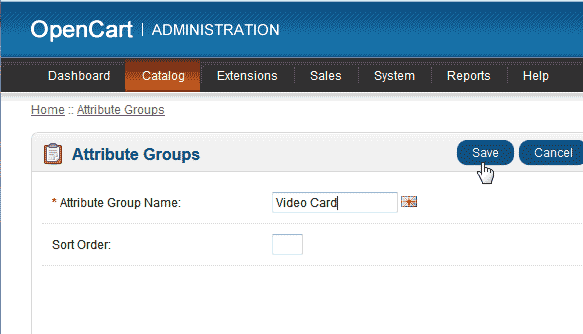 OpenCart | ADMINISTRATION
Dashboard Catalog Extensions Sales System Reports Help
Home :: Attribute Groups
Attribute Groups Save Cancel
* Attribute Group Name: Video Card
Sort Order: